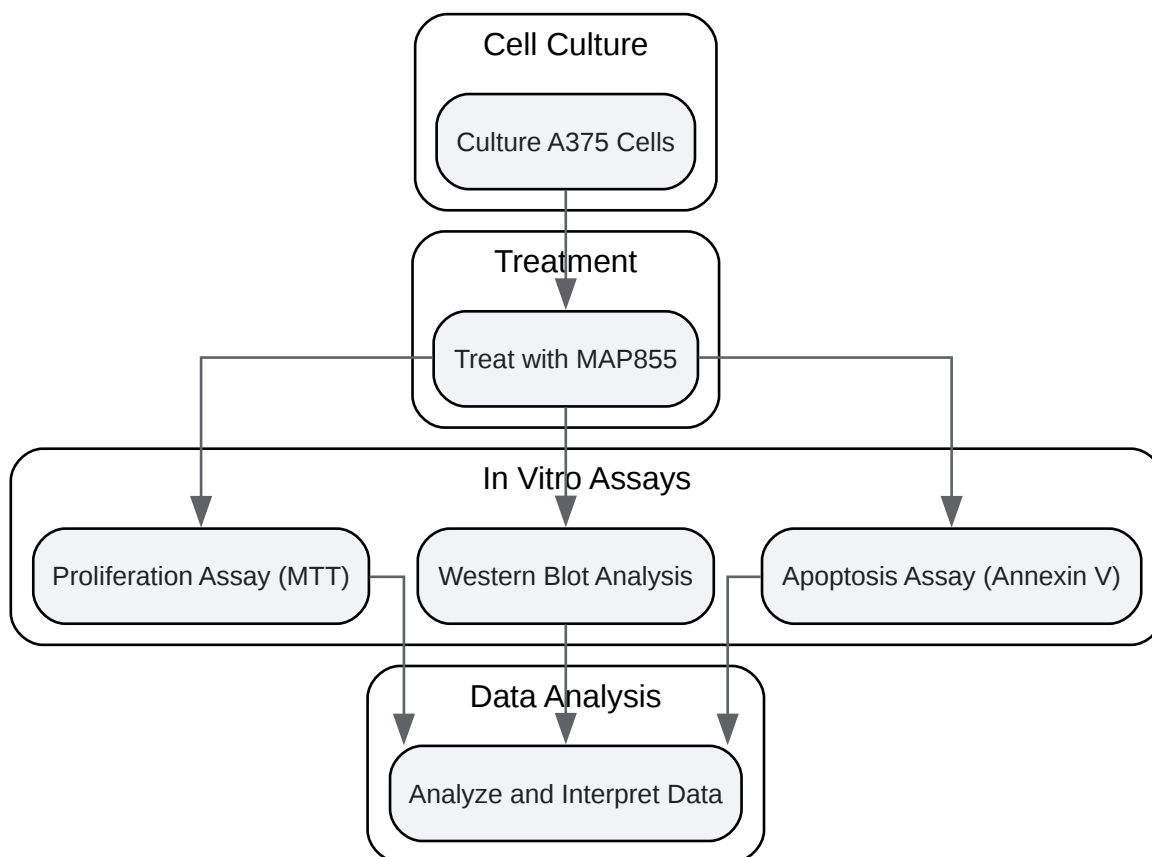 Cell Culture
Culture A375 Cells
Treatment
Treat with MAP855
In Vitro Assays
Proliferation Assay (MTT)
Western Blot Analysis
Apoptosis Assay (Annexin V)
Data Analysis
Analyze and Interpret Data